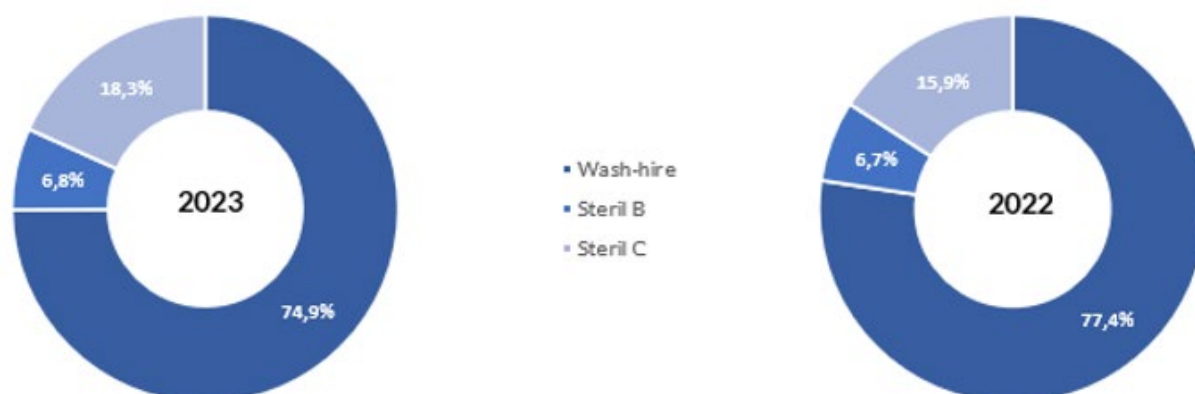 18,3%
6,8%
2023
74,9%
Wash-hire
Steril B
Steril C
15,9%
6,7%
2022
77,4%